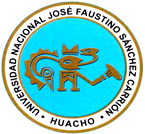 UNIVERSIDAD NACIONAL JOSÉ FAUSTINO SÁNCHEZ CARRIÓN
· HUACHO ·